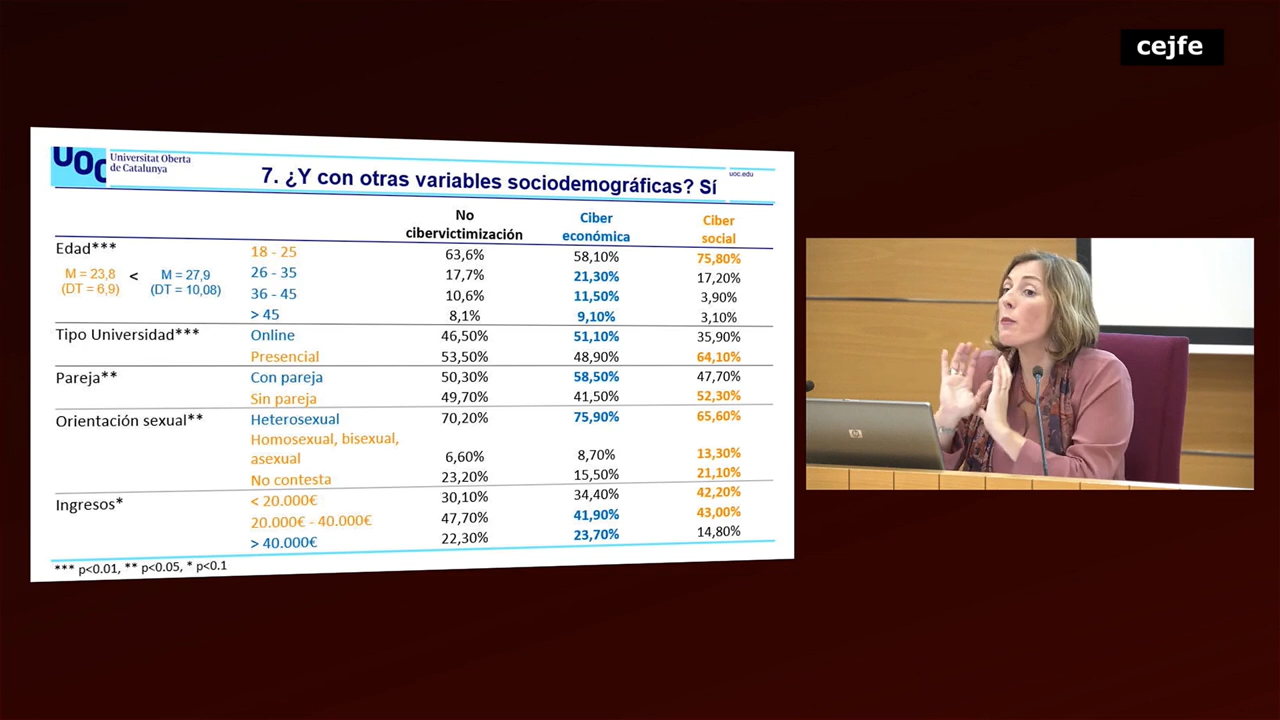 cejfe
UOC
Universitat Oberta
de Catalunya
7. ¿Y con otras variables sociodemográficas? Sí
uoc.edu
No cibervictimización Ciber económica Ciber social
Edad*** 18 - 25 63,6% 58,10% 75,80%
M = 23,8 (DT = 6,9) < M = 27,9 (DT = 10,08)
26 - 35 17,7% 21,30% 17,20%
36 - 45 10,6% 11,50% 3,90%
> 45 8,1% 9,10% 3,10%
Tipo Universidad*** Online 46,50% 51,10% 35,90%
Presencial 53,50% 48,90% 64,10%
Pareja** Con pareja 50,30% 58,50% 47,70%
Sin pareja 49,70% 41,50% 52,30%
Orientación sexual** Heterosexual 70,20% 75,90% 65,60%
Homosexual, bisexual,
asexual 6,60% 8,70% 13,30%
No contesta 23,20% 15,50% 21,10%
Ingresos* < 20.000€ 30,10% 34,40% 42,20%
20.000€ - 40.000€ 47,70% 41,90% 43,00%
> 40.000€ 22,30% 23,70% 14,80%
*** p<0.01, ** p<0.05, * p<0.1
hp